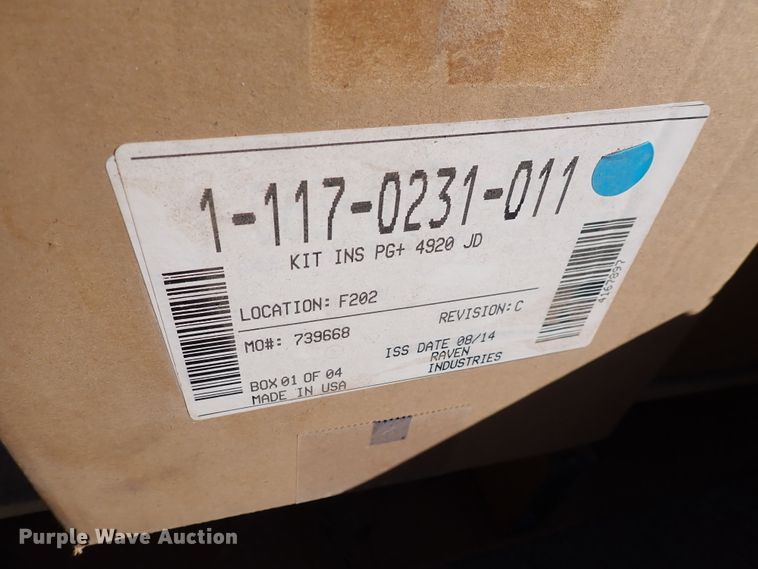 1-117-0231-011
KIT INS PG+ 4920 JD
LOCATION: F202
REVISION: C
MO#: 739668
ISS DATE 08/14
RAVEN
INDUSTRIES
BOX 01 OF 04
MADE IN USA
4167097
Purple Wave Auction